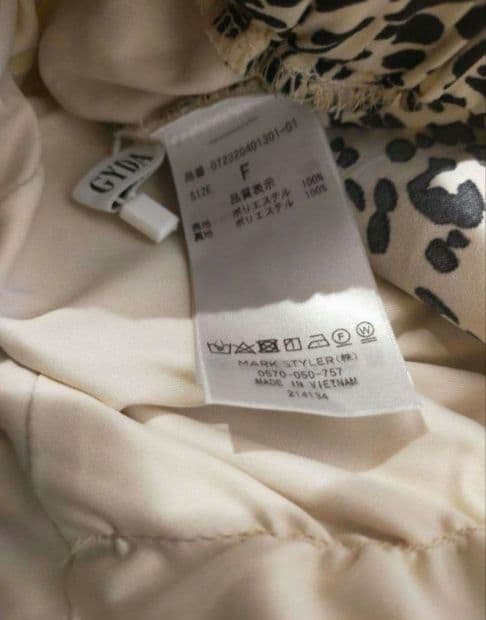 GYDA
品番 072320401301-01
SIZE F
品質表示
表地 ポリエステル 100%
裏地 ポリエステル 100%
MARK STYLER(株)
0570-050-757
MADE IN VIETNAM
214134